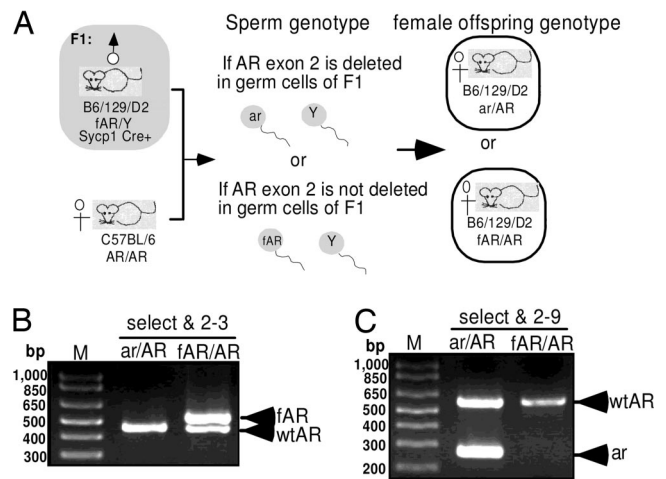 A
F1:
B6/129/D2
fAR/Y
Sycp1 Cre+
C57BL/6
AR/AR
Sperm genotype
If AR exon 2 is deleted
in germ cells of F1
ar
Y
or
If AR exon 2 is not deleted
in germ cells of F1
fAR
Y
female offspring genotype
B6/129/D2
ar/AR
or
B6/129/D2
fAR/AR
B
select & 2-3
bp
M
ar/AR
fAR/AR
1,000
850
650
500
400
300
fAR
wtAR
C
select & 2-9
bp
M
ar/AR
fAR/AR
1,000
850
650
500
400
300
200
wtAR
ar